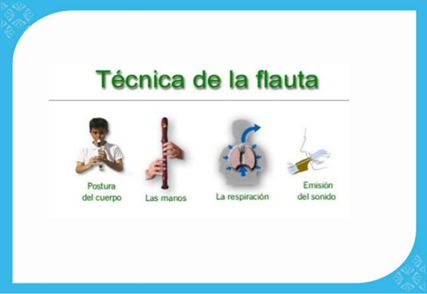 Técnica de la flauta
Postura
del cuerpo
Las manos
La respiración
Emisión
del sonido